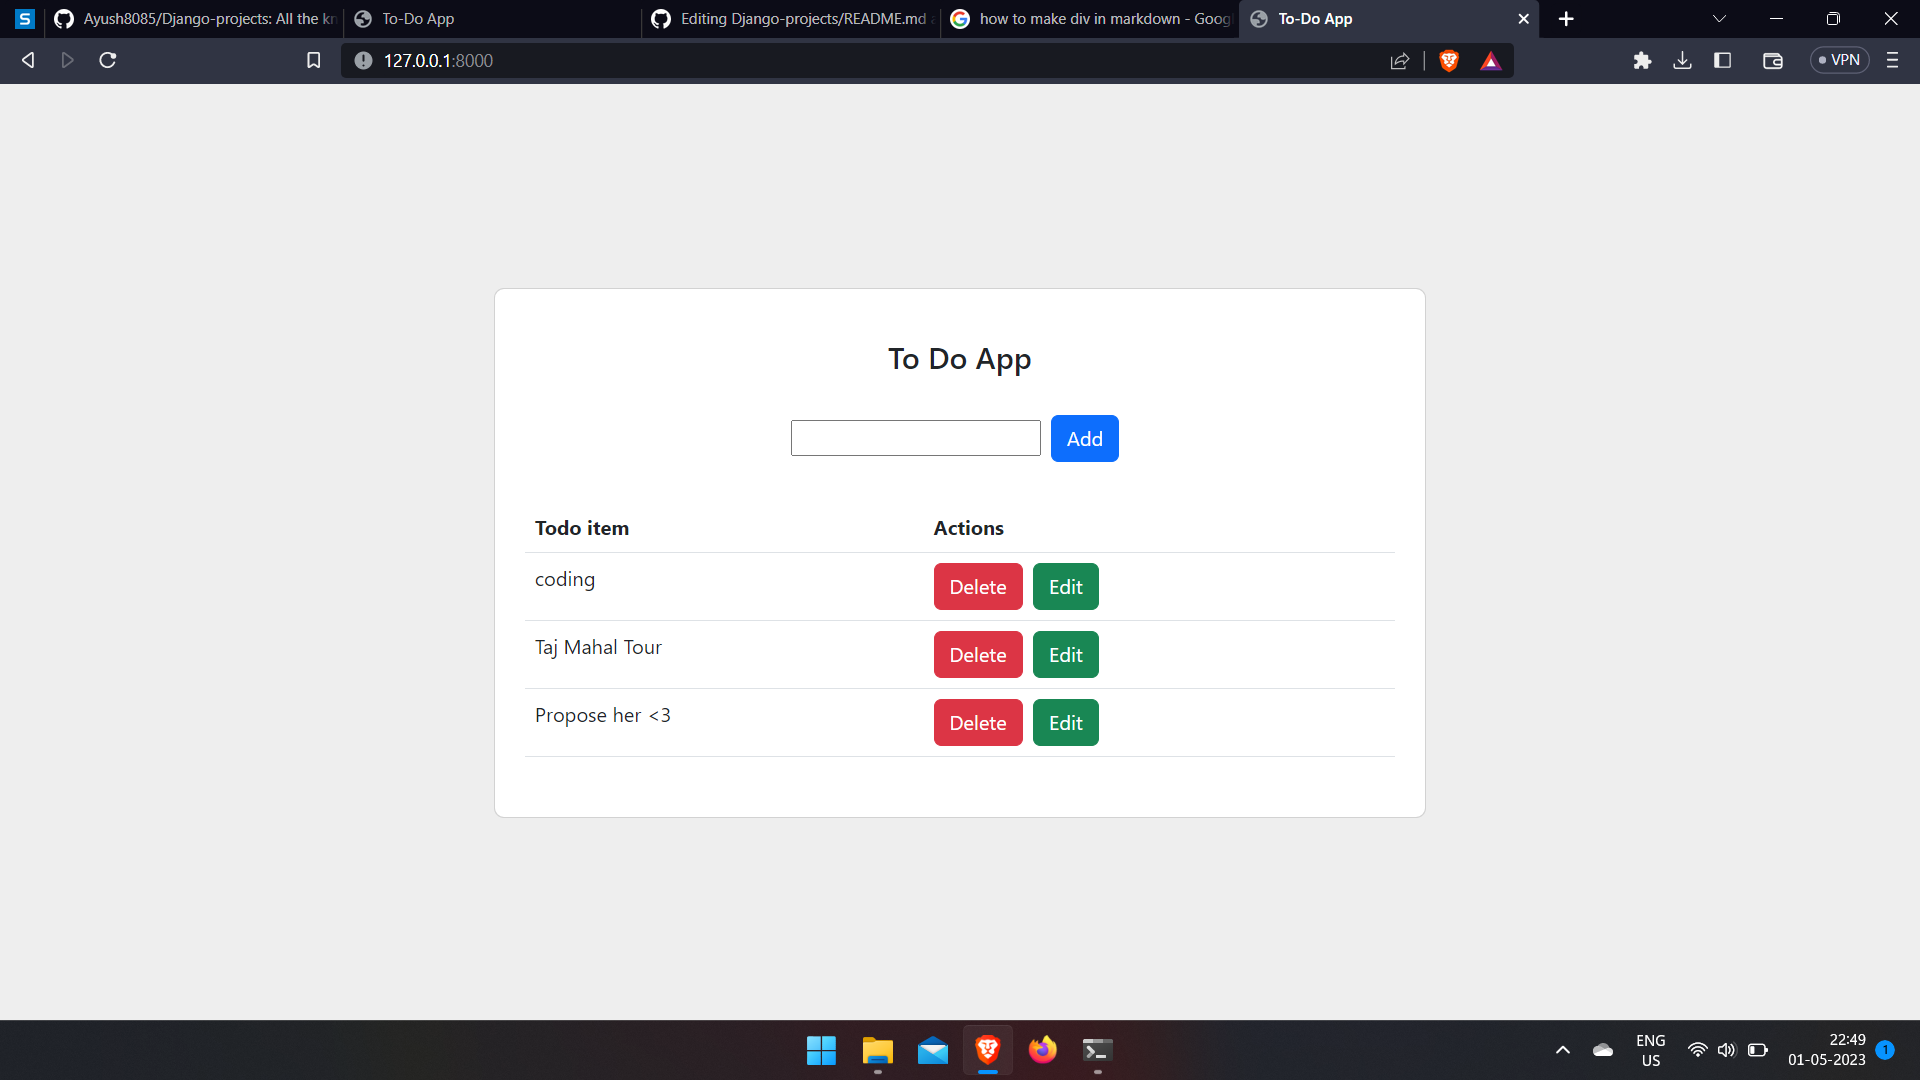 S Ayush8085/Django-projects: All the kn To-Do App Editing Django-projects/README.md a how to make div in markdown - Goog To-Do App
127.0.0.1:8000 VPN
To Do App
Add
Todo item Actions
coding Delete Edit
Taj Mahal Tour Delete Edit
Propose her <3 Delete Edit
ENG 22:49
US 01-05-2023 1